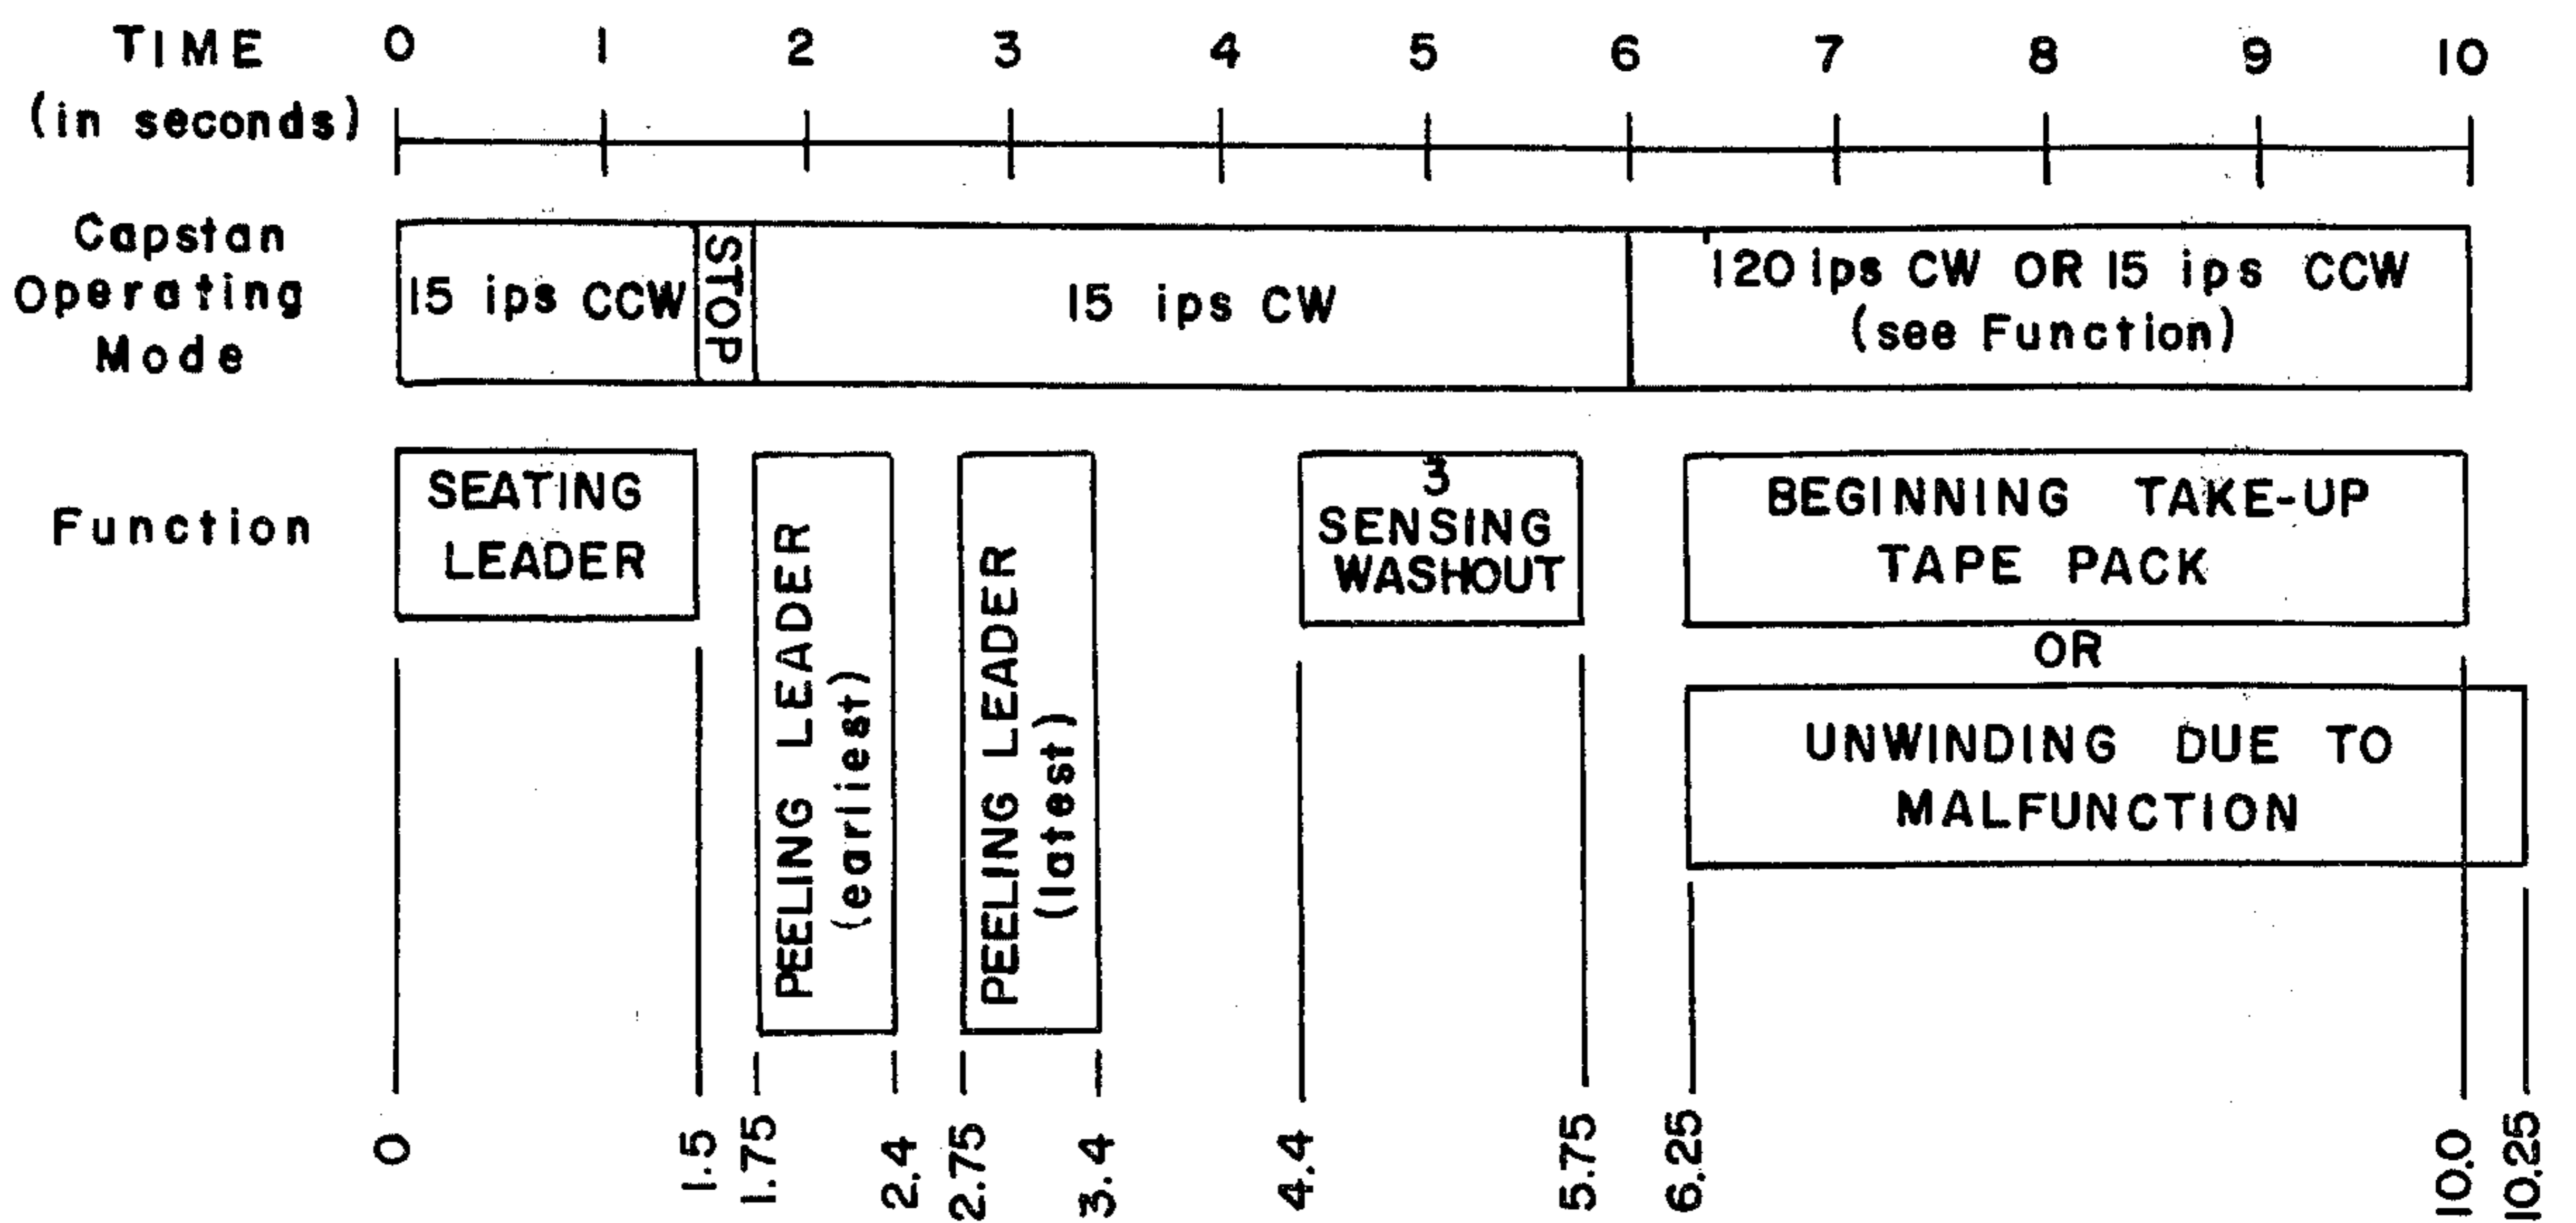 TIME 0 1 2 3 4 5 6 7 8 9 10
(in seconds)
Capstan
Operating
Mode
15 ips CCW
STOP
15 ips CW
120 ips CW OR 15 ips CCW
(see Function)
Function
SEATING
LEADER
PEELING LEADER
(earliest)
PEELING LEADER
(latest)
3
SENSING
WASHOUT
BEGINNING TAKE-UP
TAPE PACK
OR
UNWINDING DUE TO
MALFUNCTION
0 1.5 1.75 2.4 2.75 3.4 4.4 5.75 6.25 10.0 10.25